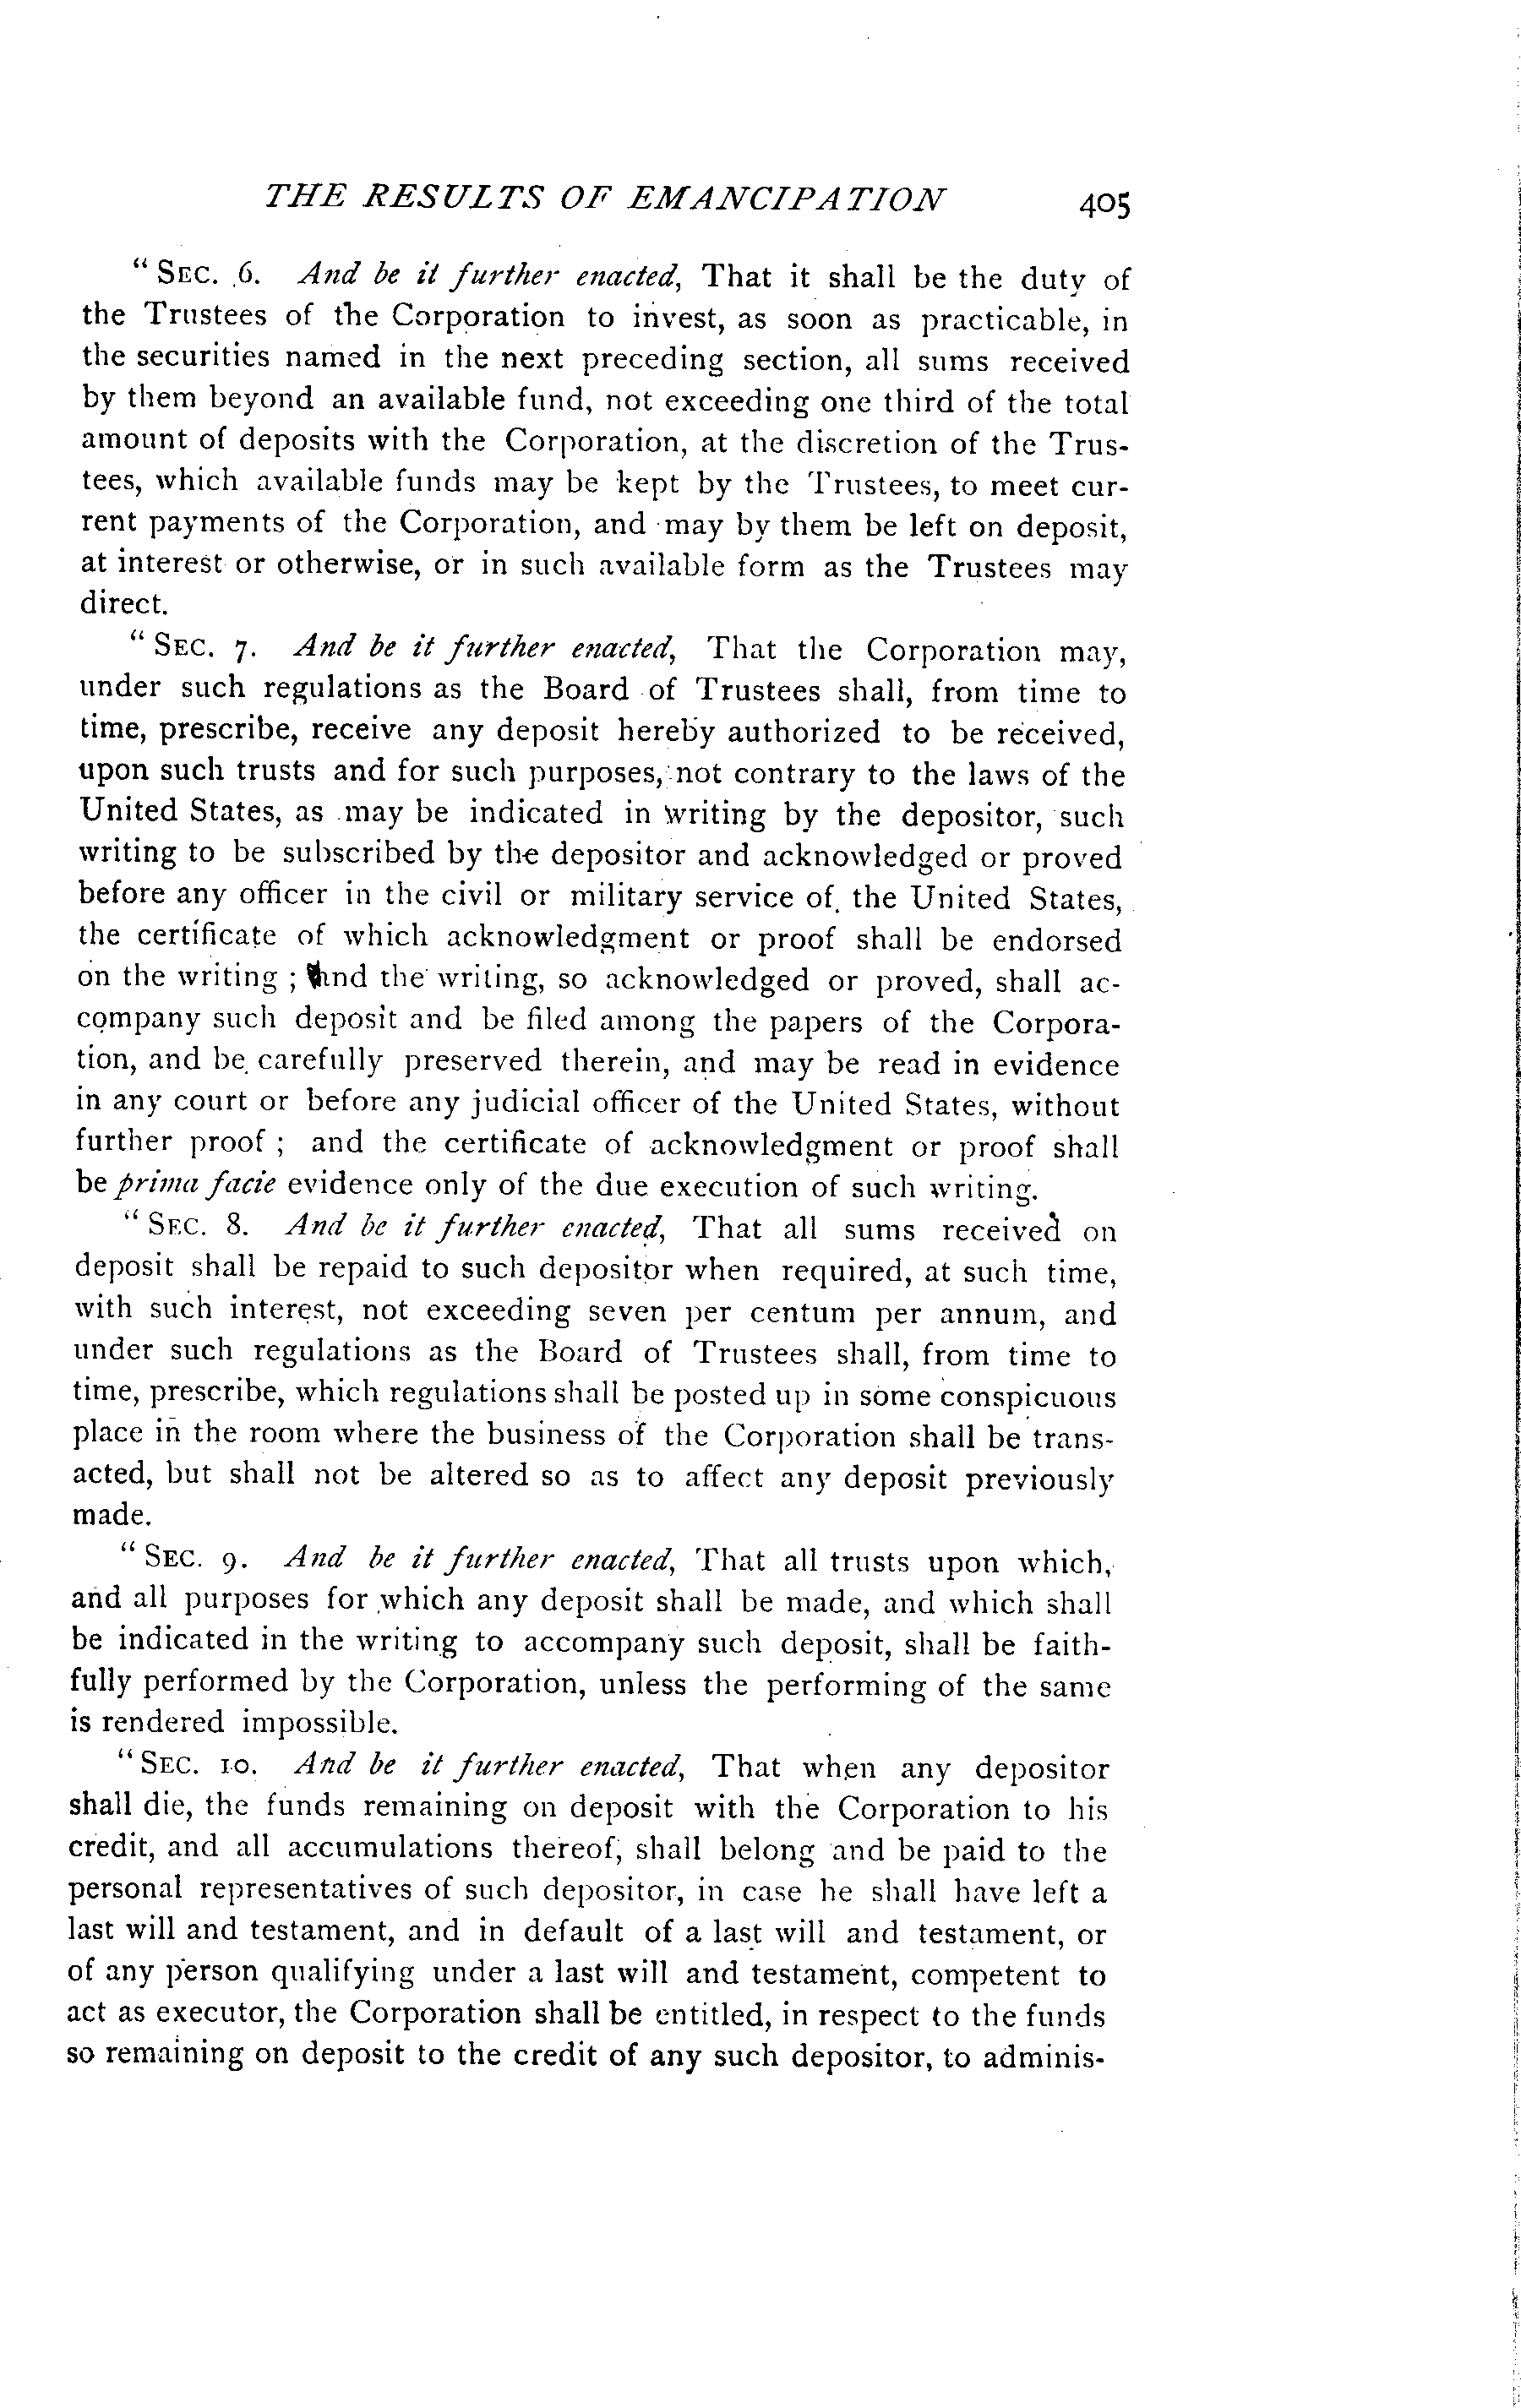 THE RESULTS OF EMANCIPATION 405
“ SEC. 6. And be it further enacted, That it shall be the duty of
the Trustees of the Corporation to invest, as soon as practicable, in
the securities named in the next preceding section, all sums received
by them beyond an available fund, not exceeding one third of the total
amount of deposits with the Corporation, at the discretion of the Trus-
tees, which available funds may be kept by the Trustees, to meet cur-
rent payments of the Corporation, and may by them be left on deposit,
at interest or otherwise, or in such available form as the Trustees may
direct.
“ SEC. 7. And be it further enacted, That the Corporation may,
under such regulations as the Board of Trustees shall, from time to
time, prescribe, receive any deposit hereby authorized to be received,
upon such trusts and for such purposes, not contrary to the laws of the
United States, as may be indicated in writing by the depositor, such
writing to be subscribed by the depositor and acknowledged or proved
before any officer in the civil or military service of the United States,
the certificate of which acknowledgment or proof shall be endorsed
on the writing ; and the writing, so acknowledged or proved, shall ac-
company such deposit and be filed among the papers of the Corpora-
tion, and be carefully preserved therein, and may be read in evidence
in any court or before any judicial officer of the United States, without
further proof ; and the certificate of acknowledgment or proof shall
be prima facie evidence only of the due execution of such writing.
“ SEC. 8. And be it further enacted, That all sums received on
deposit shall be repaid to such depositor when required, at such time,
with such interest, not exceeding seven per centum per annum, and
under such regulations as the Board of Trustees shall, from time to
time, prescribe, which regulations shall be posted up in some conspicuous
place in the room where the business of the Corporation shall be trans-
acted, but shall not be altered so as to affect any deposit previously
made.
“ SEC. 9. And be it further enacted, That all trusts upon which,
and all purposes for which any deposit shall be made, and which shall
be indicated in the writing to accompany such deposit, shall be faith-
fully performed by the Corporation, unless the performing of the same
is rendered impossible.
“ SEC. 10. And be it further enacted, That when any depositor
shall die, the funds remaining on deposit with the Corporation to his
credit, and all accumulations thereof, shall belong and be paid to the
personal representatives of such depositor, in case he shall have left a
last will and testament, and in default of a last will and testament, or
of any person qualifying under a last will and testament, competent to
act as executor, the Corporation shall be entitled, in respect to the funds
so remaining on deposit to the credit of any such depositor, to adminis-